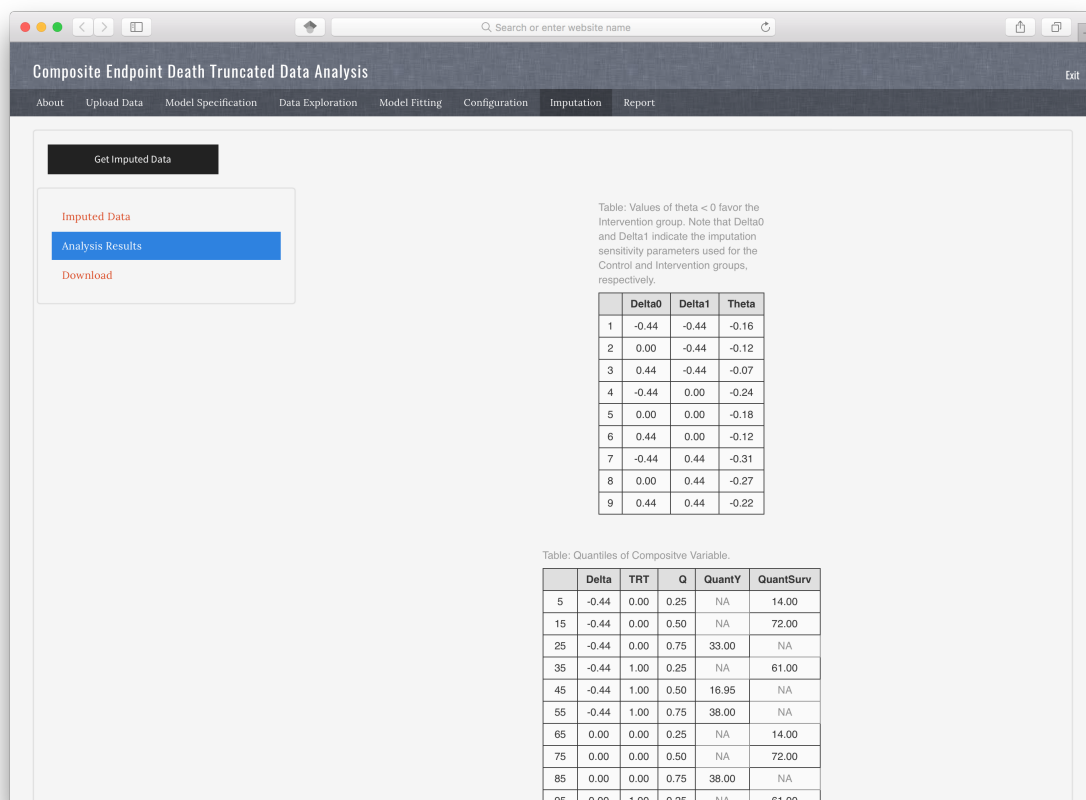 Search or enter website name
Composite Endpoint Death Truncated Data Analysis
Exit
About Upload Data Model Specification Data Exploration Model Fitting Configuration Imputation Report
Get Imputed Data
Imputed Data
Analysis Results
Download
Table: Values of theta < 0 favor the
Intervention group. Note that Delta0
and Delta1 indicate the imputation
sensitivity parameters used for the
Control and Intervention groups,
respectively.
Delta0 Delta1 Theta
1 -0.44 -0.44 -0.16
2 0.00 -0.44 -0.12
3 0.44 -0.44 -0.07
4 -0.44 0.00 -0.24
5 0.00 0.00 -0.18
6 0.44 0.00 -0.12
7 -0.44 0.44 -0.31
8 0.00 0.44 -0.27
9 0.44 0.44 -0.22
Table: Quantiles of Compositve Variable.
Delta TRT Q QuantY QuantSurv
5 -0.44 0.00 0.25 NA 14.00
15 -0.44 0.00 0.50 NA 72.00
25 -0.44 0.00 0.75 33.00 NA
35 -0.44 1.00 0.25 NA 61.00
45 -0.44 1.00 0.50 16.95 NA
55 -0.44 1.00 0.75 38.00 NA
65 0.00 0.00 0.25 NA 14.00
75 0.00 0.00 0.50 NA 72.00
85 0.00 0.00 0.75 38.00 NA
95 0.00 1.00 0.25 NA 61.00